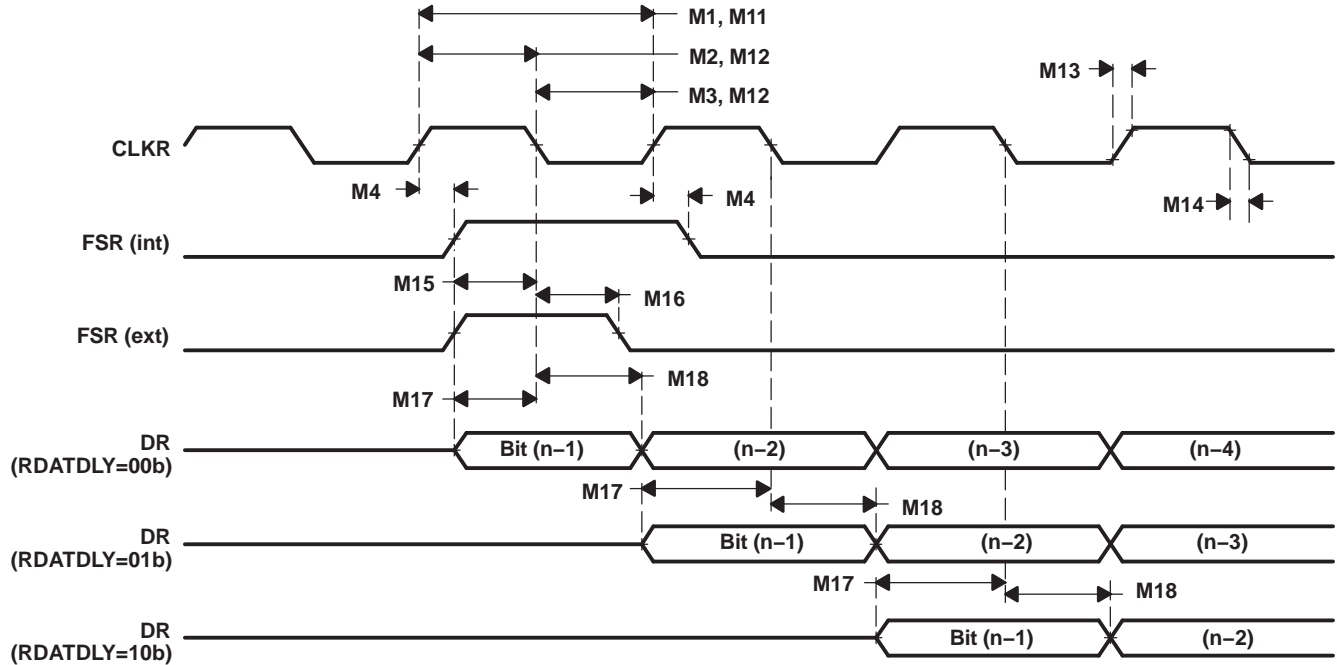 M1, M11
M2, M12
M3, M12
M13
CLKR
M4
M4
M14
FSR (int)
M15
M16
FSR (ext)
M18
M17
DR
(RDATDLY=00b)
Bit (n−1)
(n−2)
(n−3)
(n−4)
M17
M18
DR
(RDATDLY=01b)
Bit (n−1)
(n−2)
(n−3)
M17
M18
DR
(RDATDLY=10b)
Bit (n−1)
(n−2)